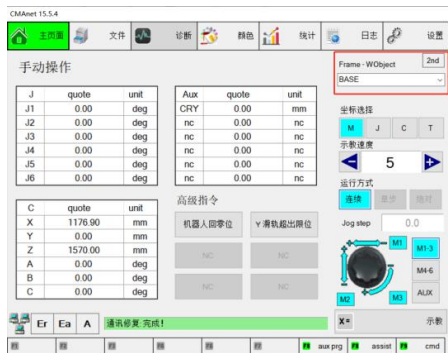 CMAnet 15.5.4
主页面 文件 诊断 颜色 统计 日志 设置
手动操作
J quote unit
J1 0.00 deg
J2 0.00 deg
J3 0.00 deg
J4 0.00 deg
J5 0.00 deg
J6 0.00 deg
Aux quote unit
CRY 0.00 mm
nc 0.00 nc
nc 0.00 nc
nc 0.00 nc
nc 0.00 nc
nc 0.00 nc
C quote unit
X 1176.90 mm
Y 0.00 mm
Z 1570.00 mm
A 0.00 deg
B 0.00 deg
C 0.00 deg
高级指令
机器人回零位 Y滑轨超出限位
NC NC
NC NC
Frame - WObject 2nd
BASE
坐标选择
M J C T
示教速度
5
运行方式
连续 单步 绝对
Jog step 0.0
M1 M1-3
M4-6
M2 M3 AUX
Er Ea A 通讯修复:完成! X= 示教
aux prg assist cmd